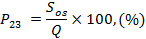 P₂₃ = Sₒₛ/Q × 100, (%)